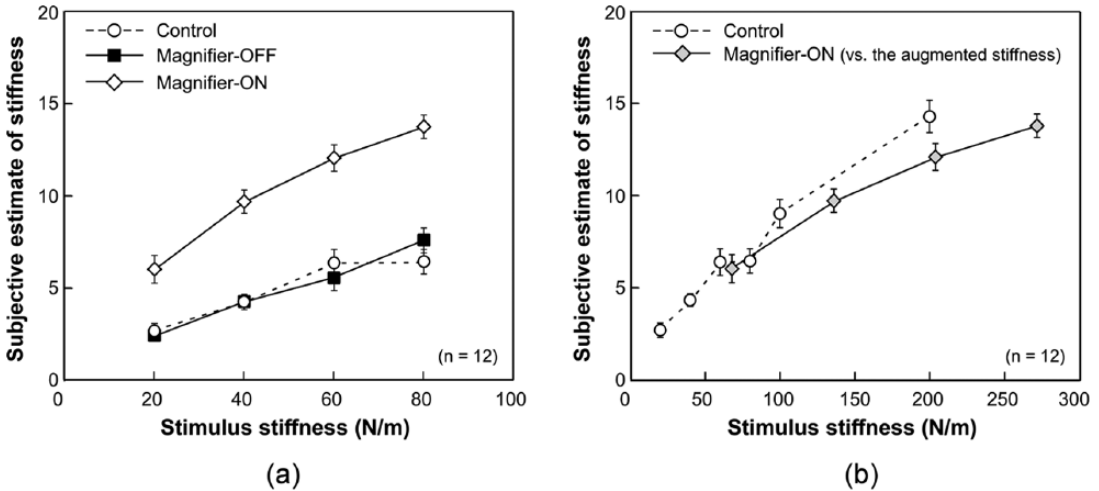 Control
Magnifier-OFF
Magnifier-ON
Subjective estimate of stiffness
20
15
10
5
0
(n = 12)
0 20 40 60 80 100
Stimulus stiffness (N/m)
(a)
Control
Magnifier-ON (vs. the augmented stiffness)
Subjective estimate of stiffness
20
15
10
5
0
(n = 12)
0 50 100 150 200 250 300
Stimulus stiffness (N/m)
(b)